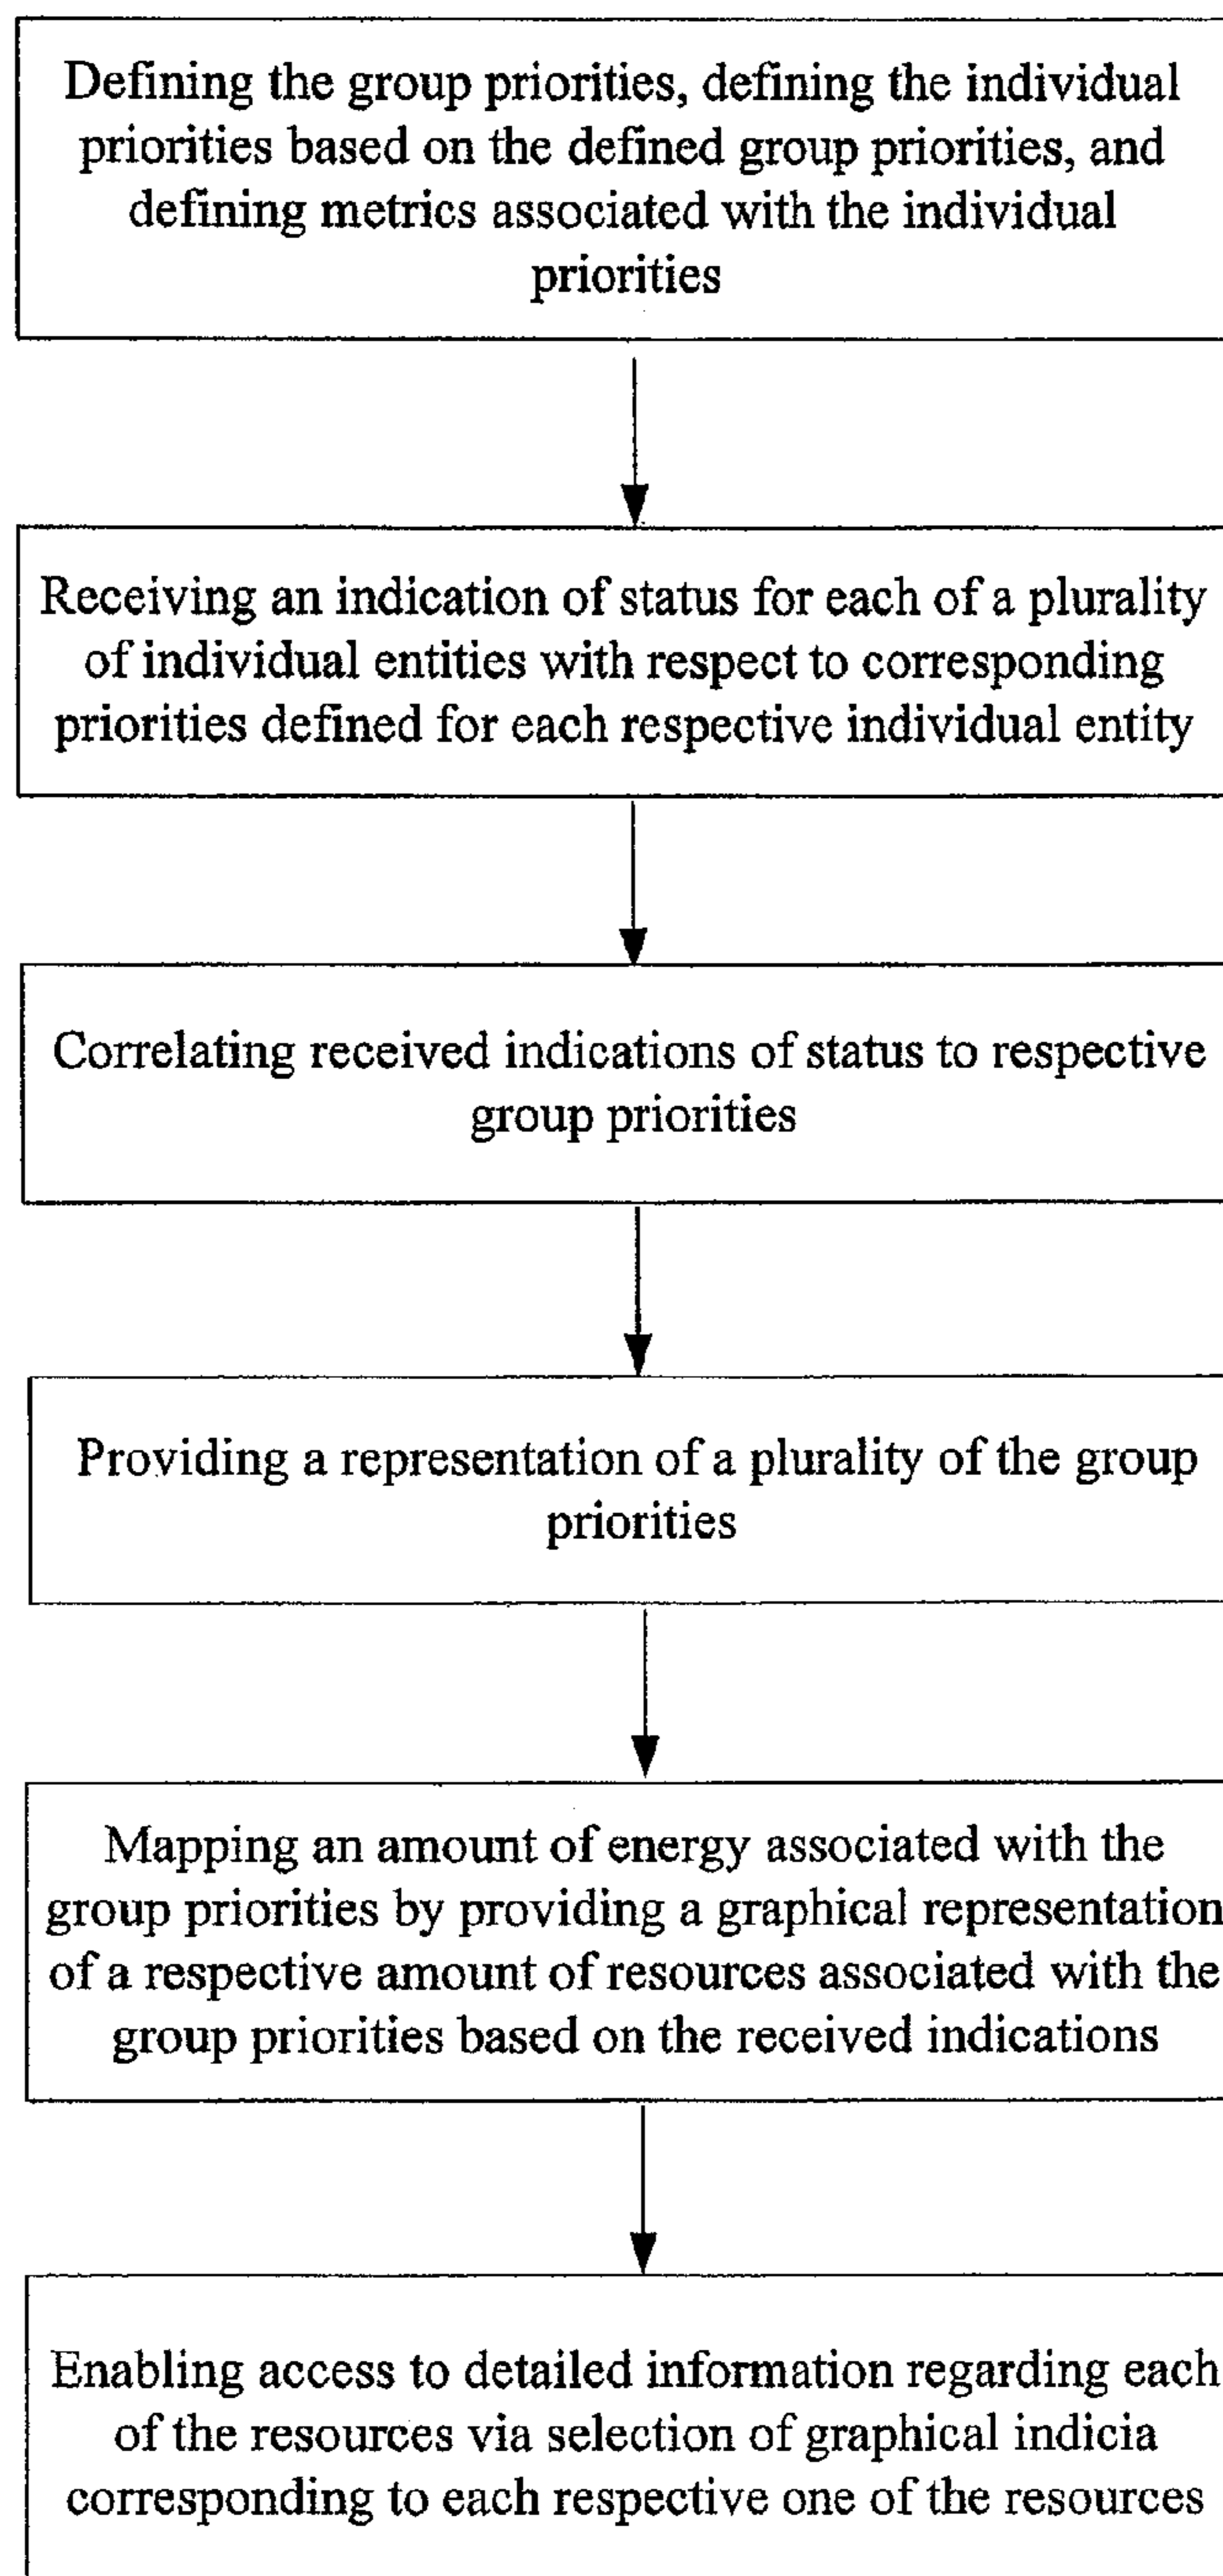 Defining the group priorities, defining the individual
priorities based on the defined group priorities, and
defining metrics associated with the individual
priorities
Receiving an indication of status for each of a plurality
of individual entities with respect to corresponding
priorities defined for each respective individual entity
Correlating received indications of status to respective
group priorities
Providing a representation of a plurality of the group
priorities
Mapping an amount of energy associated with the
group priorities by providing a graphical representation
of a respective amount of resources associated with the
group priorities based on the received indications
Enabling access to detailed information regarding each
of the resources via selection of graphical indicia
corresponding to each respective one of the resources